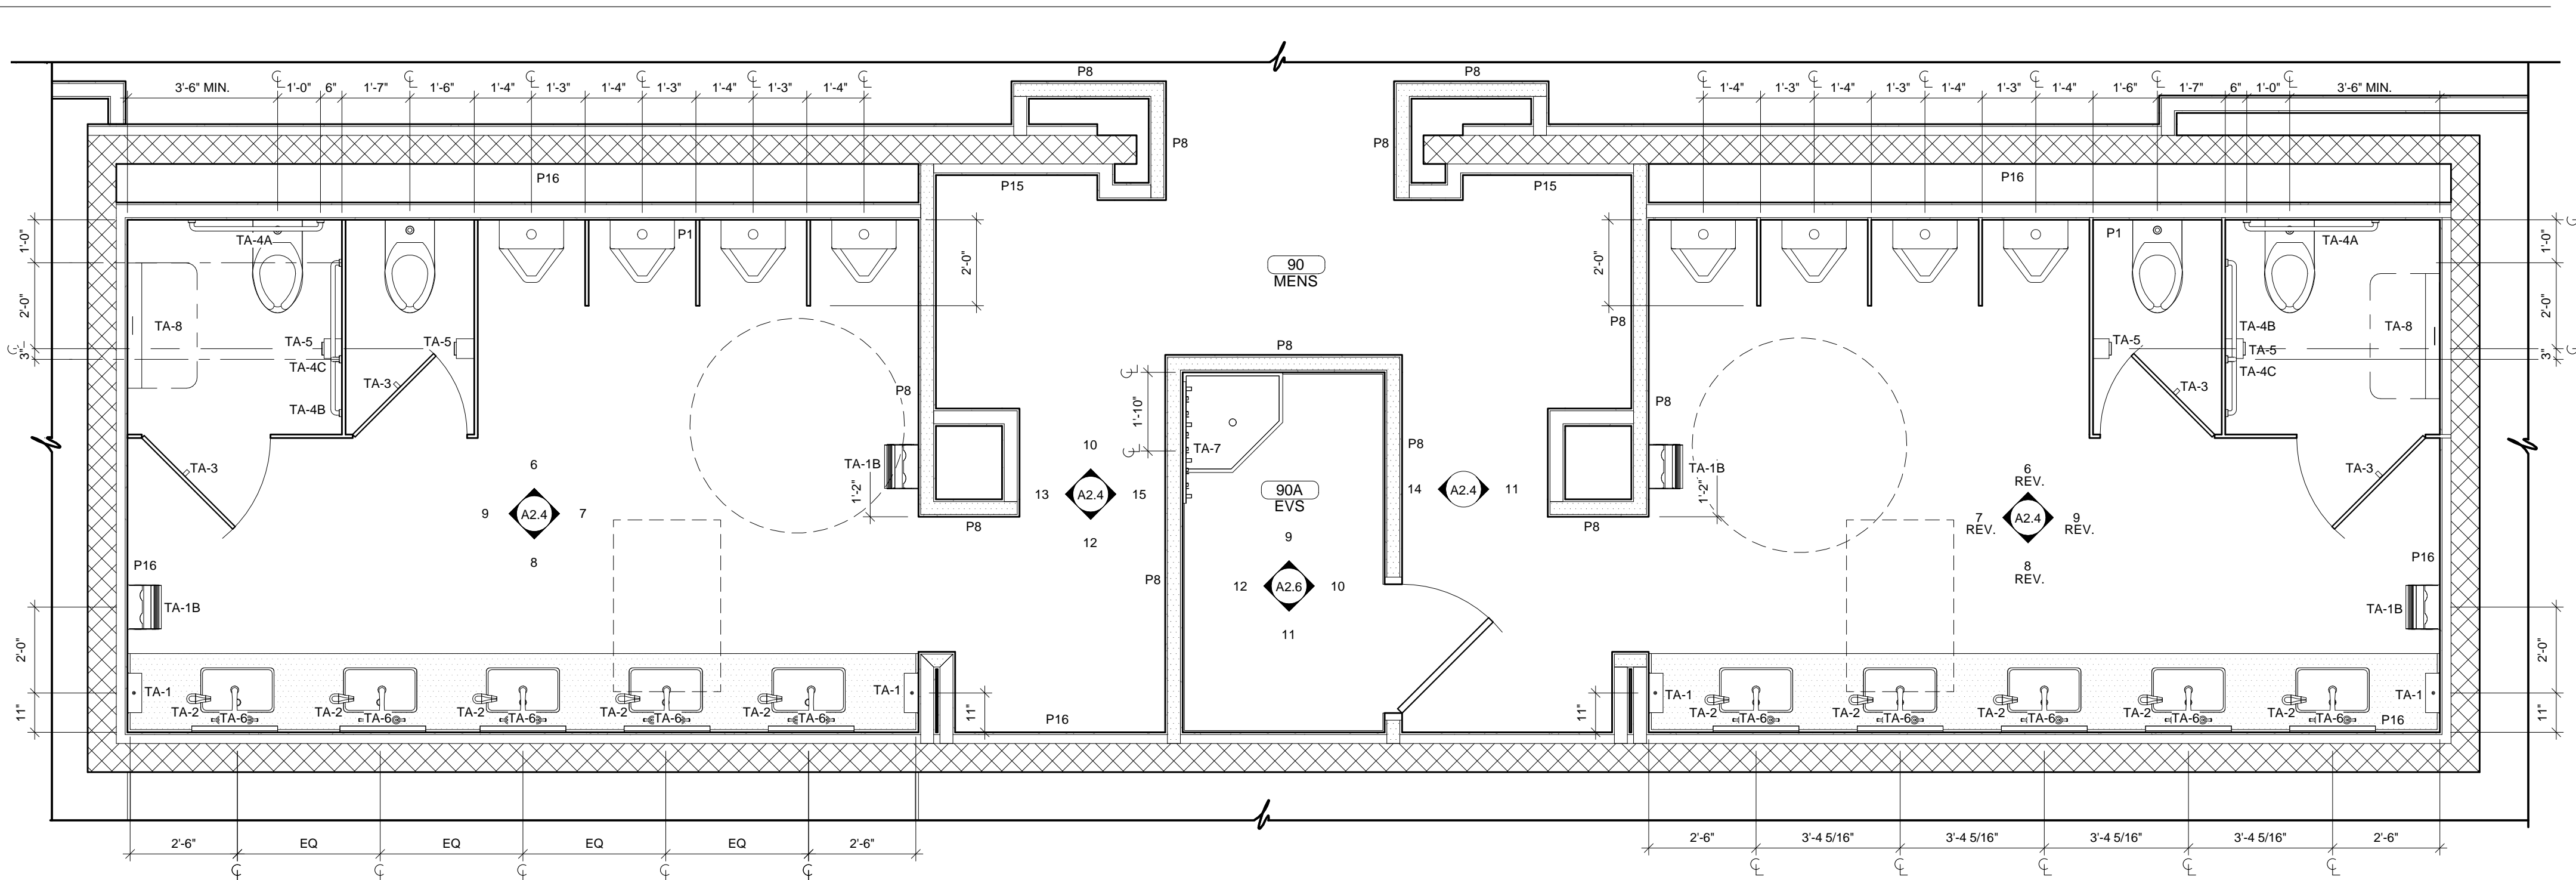 P8
P8
3'-6" MIN.
1'-0"
6"
1'-7"
1'-6"
1'-4"
1'-3"
1'-4"
1'-3"
1'-4"
1'-3"
1'-4"
1'-4"
1'-3"
1'-4"
1'-3"
1'-4"
1'-3"
1'-4"
1'-6"
1'-7"
6"
1'-0"
3'-6" MIN.
P8
P8
P16
P15
P15
P16
1'-0"
TA-4A
P1
2'-0"
90
MENS
2'-0"
P1
TA-4A
1'-0"
2'-0"
TA-8
TA-5
TA-5
P8
P8
TA-5
TA-4B
TA-5
TA-8
2'-0"
3"
TA-4C
TA-3
P8
TA-3
TA-4C
3"
TA-4B
1'-10"
P8
P8
TA-3
6
TA-1B
10
TA-7
TA-1B
6
REV.
TA-3
1'-2"
13
A2.4
15
90A
EVS
14
A2.4
11
1'-2"
9
A2.4
7
P8
12
9
P8
7
REV.
A2.4
9
REV.
8
P16
P8
12
A2.6
10
8
REV.
P16
TA-1B
11
TA-1B
2'-0"
2'-0"
TA-1
TA-1
TA-1
TA-1
11"
TA-2
TA-6
TA-2
TA-6
TA-2
TA-6
TA-2
TA-6
TA-2
TA-6
11"
P16
11"
TA-2
TA-6
TA-2
TA-6
TA-2
TA-6
TA-2
TA-6
TA-2
TA-6
P16
11"
2'-6"
EQ
EQ
EQ
EQ
2'-6"
2'-6"
3'-4 5/16"
3'-4 5/16"
3'-4 5/16"
3'-4 5/16"
2'-6"